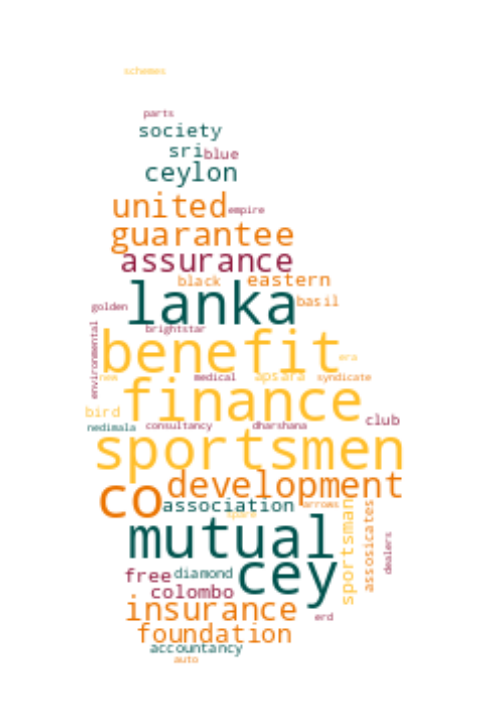 schemes
parts
society
sri blue
ceylon
united empire
guarantee
assurance
black eastern
lanka basil
golden
brightstar
environmental
benefit
era
new medical apsara syndicate
finance
bird club
nedimala consultancy dharshana
sportsmen
development
co association arrows
spare
sportsman
assosicates
mutual
dealers
free diamond cey
colombo
insurance erd
foundation
accountancy
auto